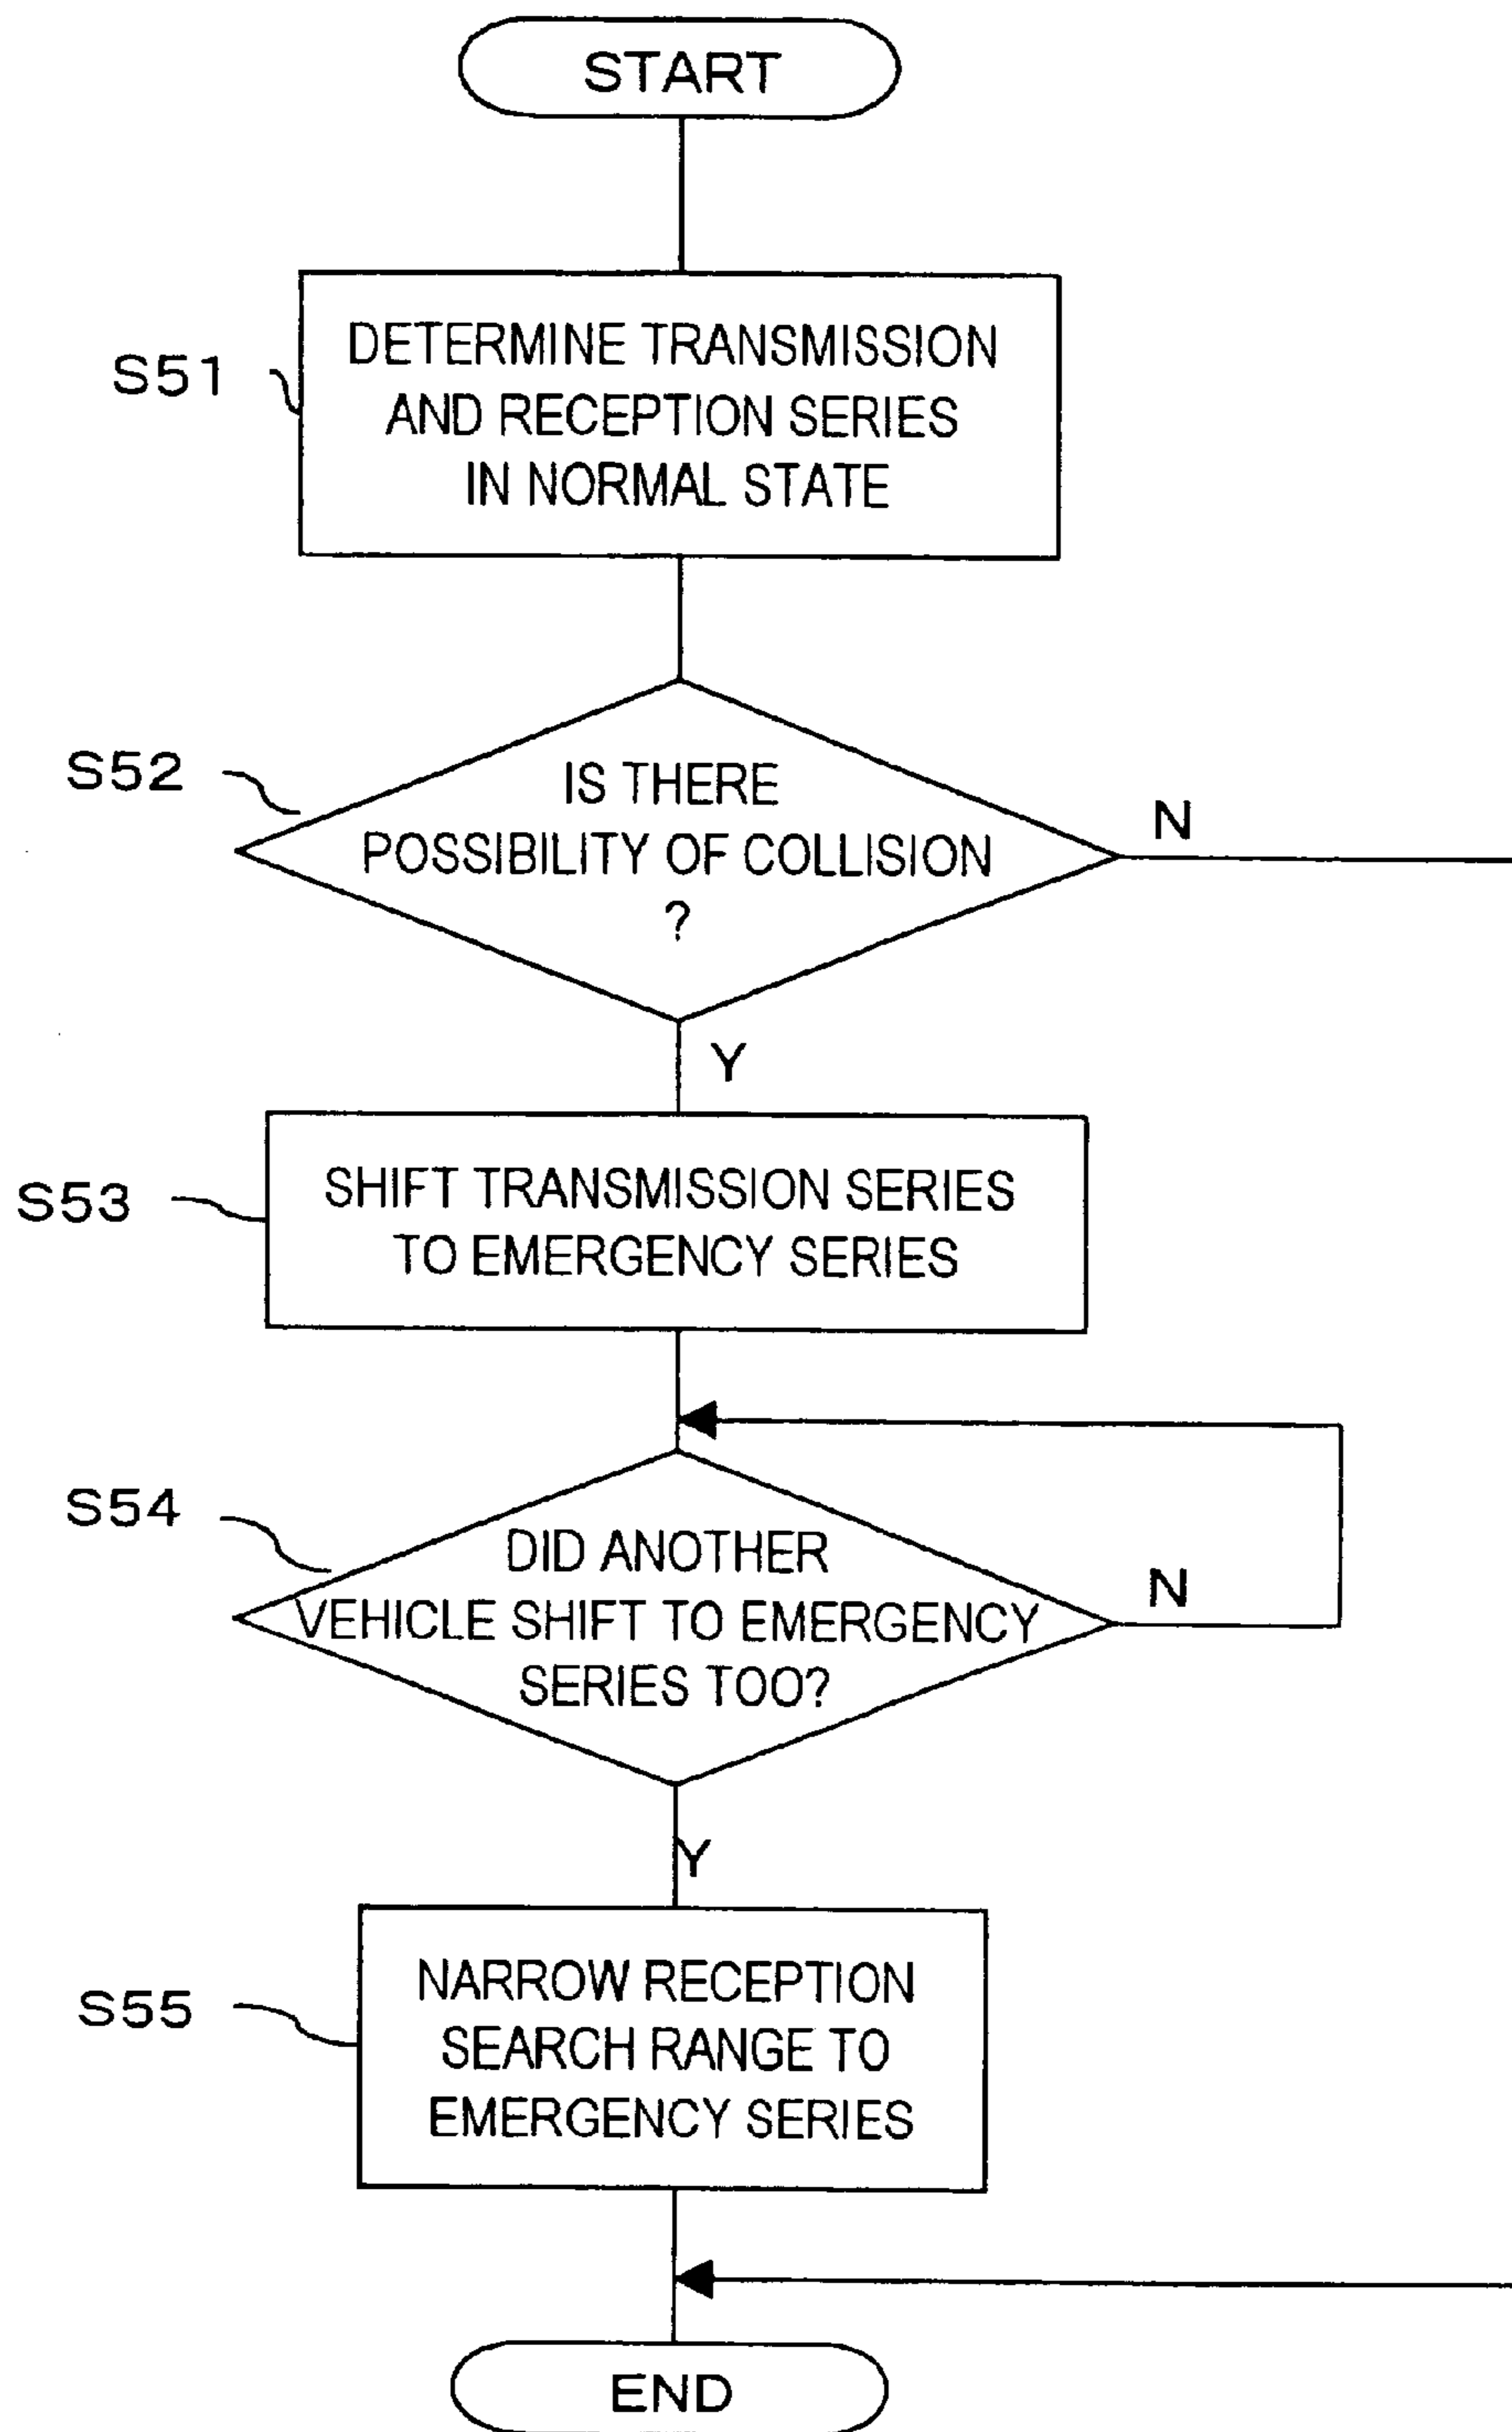 START
S51
DETERMINE TRANSMISSION
AND RECEPTION SERIES
IN NORMAL STATE
S52
IS THERE
POSSIBILITY OF COLLISION
?
N
Y
S53
SHIFT TRANSMISSION SERIES
TO EMERGENCY SERIES
S54
DID ANOTHER
VEHICLE SHIFT TO EMERGENCY
SERIES TOO?
N
Y
S55
NARROW RECEPTION
SEARCH RANGE TO
EMERGENCY SERIES
END